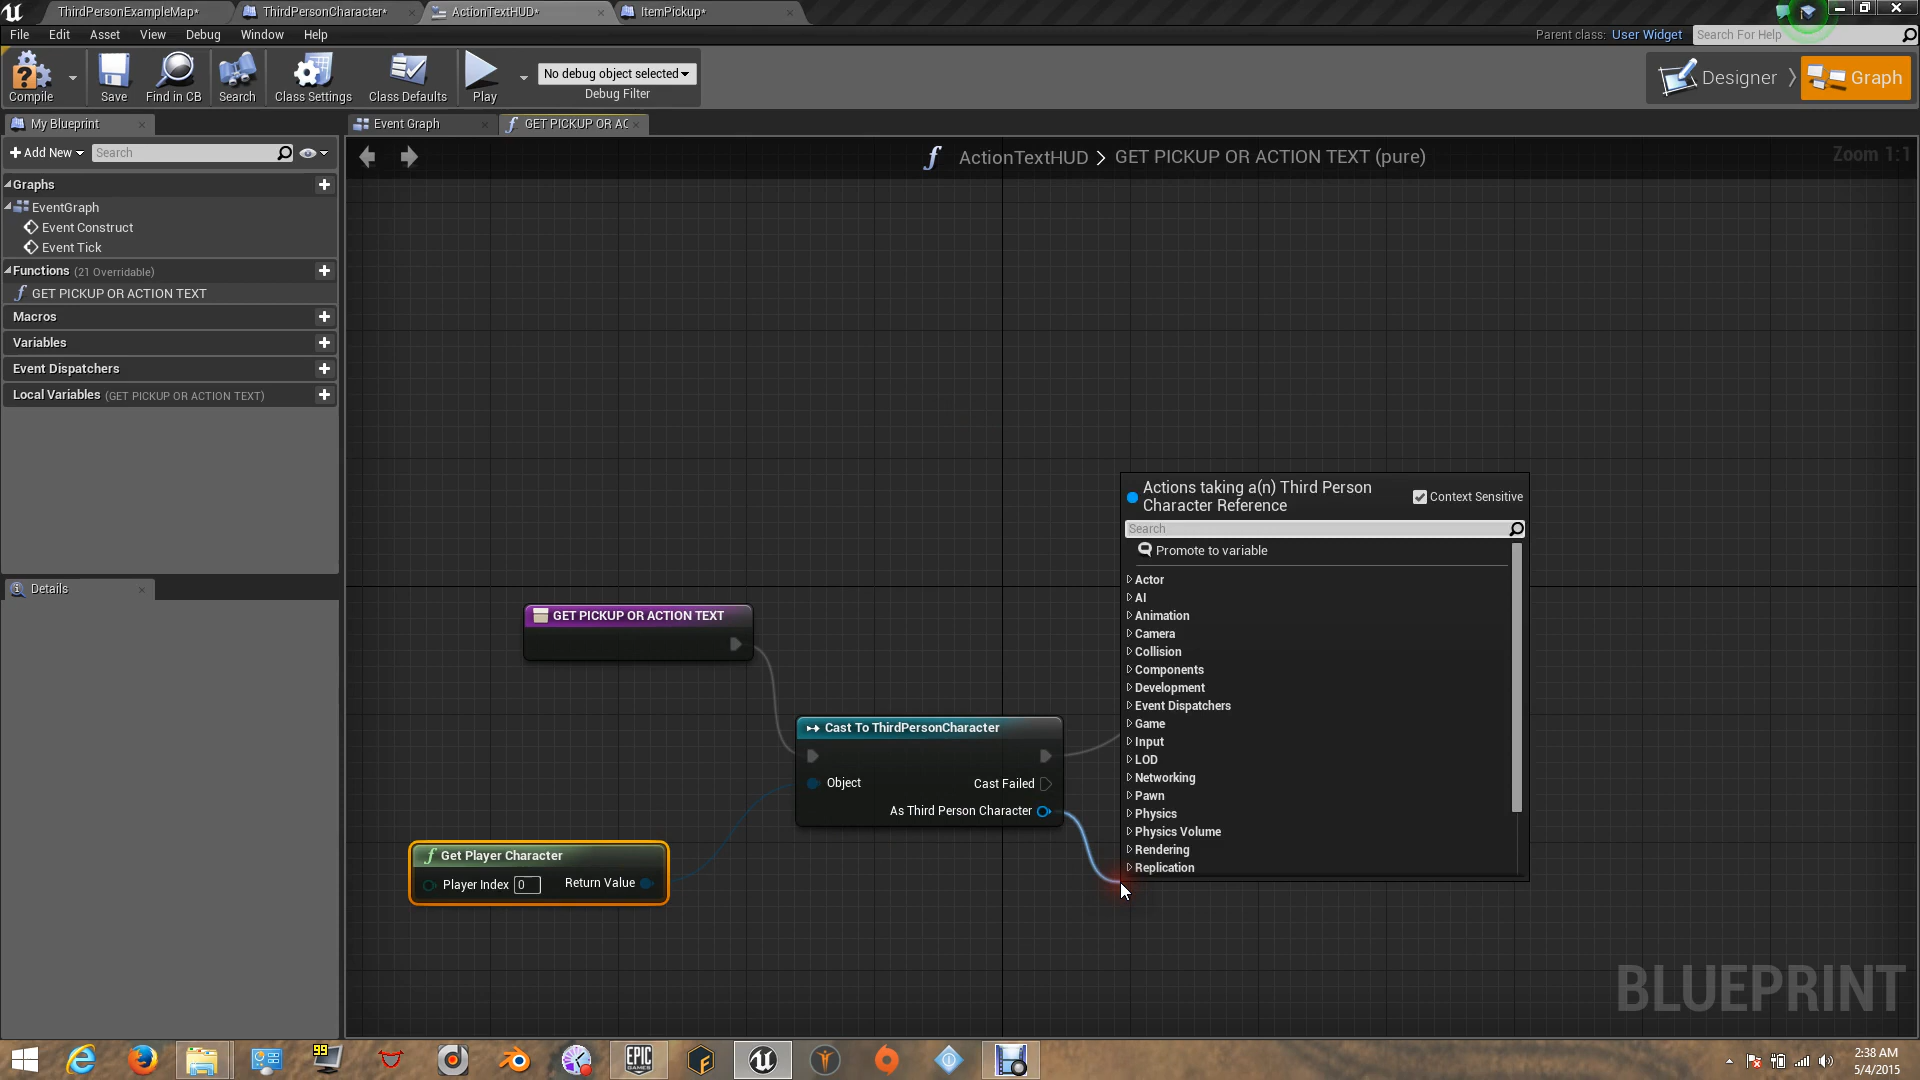 ThirdPersonExampleMap*
ThirdPersonCharacter*
ActionTextHUD*
ItemPickup*
File Edit Asset View Debug Window Help
Parent class: User Widget
Search For Help
Compile
Save
Find in CB
Search
Class Settings
Class Defaults
Play
No debug object selected
Debug Filter
Designer
Graph
My Blueprint
Event Graph
GET PICKUP OR AC
Add New
Search
ActionTextHUD > GET PICKUP OR ACTION TEXT (pure)
Zoom 1:1
Graphs
EventGraph
Event Construct
Event Tick
Functions (21 Overridable)
GET PICKUP OR ACTION TEXT
Macros
Variables
Event Dispatchers
Local Variables (GET PICKUP OR ACTION TEXT)
Details
GET PICKUP OR ACTION TEXT
Cast To ThirdPersonCharacter
Object
Cast Failed
As Third Person Character
Get Player Character
Player Index 0
Return Value
Actions taking a(n) Third Person
Character Reference
Context Sensitive
Search
Promote to variable
Actor
AI
Animation
Camera
Collision
Components
Development
Event Dispatchers
Game
Input
LOD
Networking
Pawn
Physics
Physics Volume
Rendering
Replication
BLUEPRINT
99
EPIC
GAMES
2:38 AM
5/4/2015